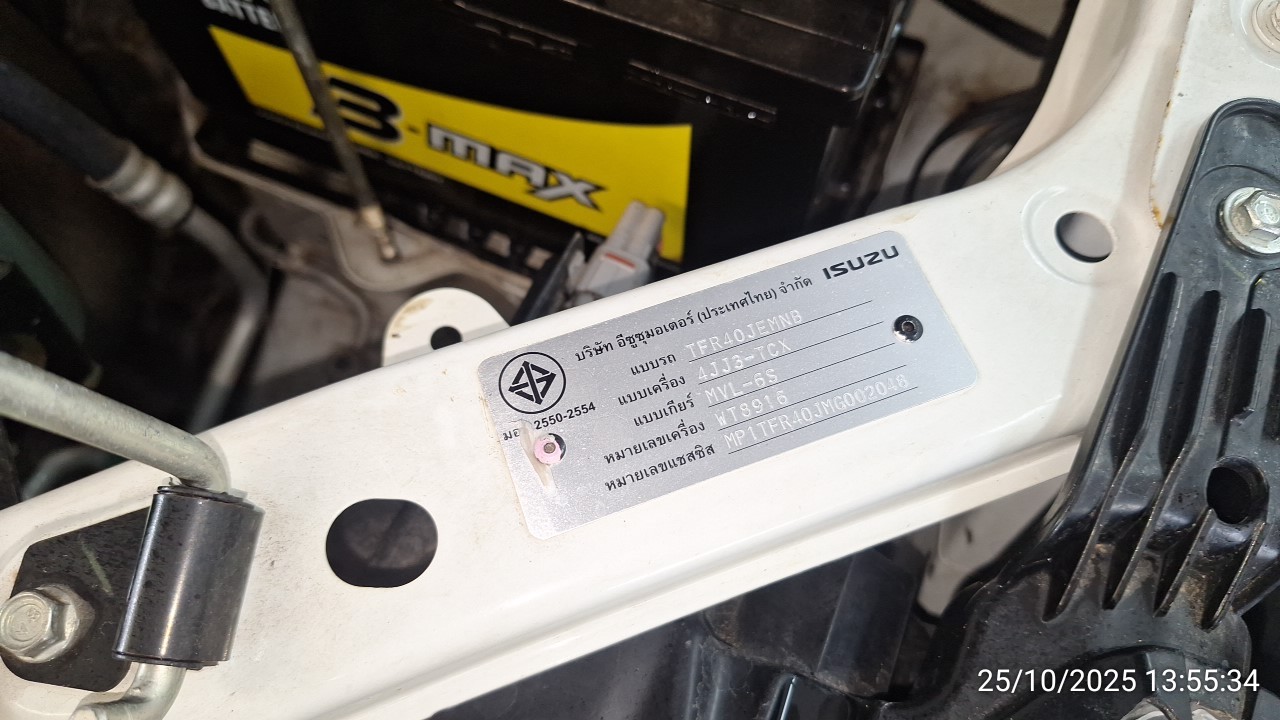 3-MAX
ISUZU
บริษัท อีซูซุมอเตอร์ (ประเทศไทย) จำกัด
แบบรถ TFR40JEMNB
แบบเครื่อง 4JJ3-TCX
แบบเกียร์ MYL-6S
หมายเลขเครื่อง WT8916
หมายเลขแชสซิส MP1TFR40JMG002048
2550-2554
25/10/2025 13:55:34